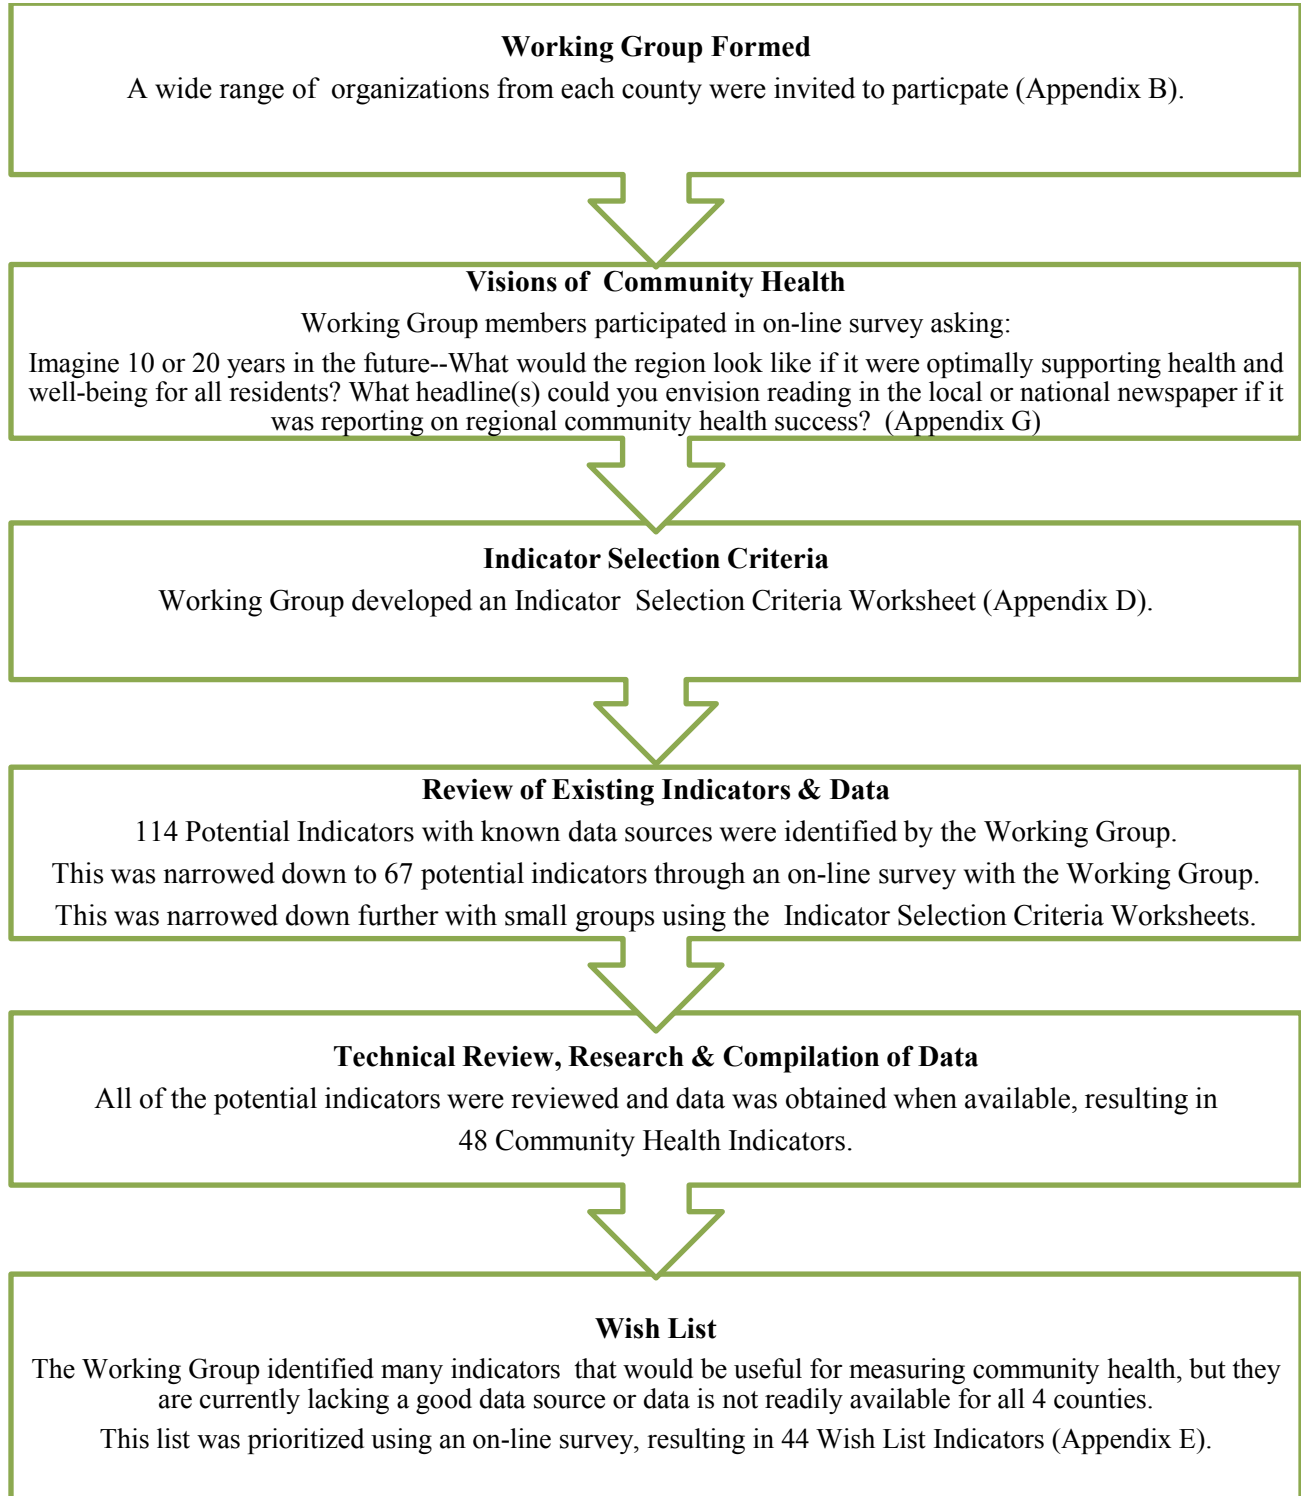 Working Group Formed
A wide range of organizations from each county were invited to particpate (Appendix B).
Visions of Community Health
Working Group members participated in on-line survey asking:
Imagine 10 or 20 years in the future--What would the region look like if it were optimally supporting health and
well-being for all residents? What headline(s) could you envision reading in the local or national newspaper if it
was reporting on regional community health success? (Appendix G)
Indicator Selection Criteria
Working Group developed an Indicator Selection Criteria Worksheet (Appendix D).
Review of Existing Indicators & Data
114 Potential Indicators with known data sources were identified by the Working Group.
This was narrowed down to 67 potential indicators through an on-line survey with the Working Group.
This was narrowed down further with small groups using the Indicator Selection Criteria Worksheets.
Technical Review, Research & Compilation of Data
All of the potential indicators were reviewed and data was obtained when available, resulting in
48 Community Health Indicators.
Wish List
The Working Group identified many indicators that would be useful for measuring community health, but they
are currently lacking a good data source or data is not readily available for all 4 counties.
This list was prioritized using an on-line survey, resulting in 44 Wish List Indicators (Appendix E).